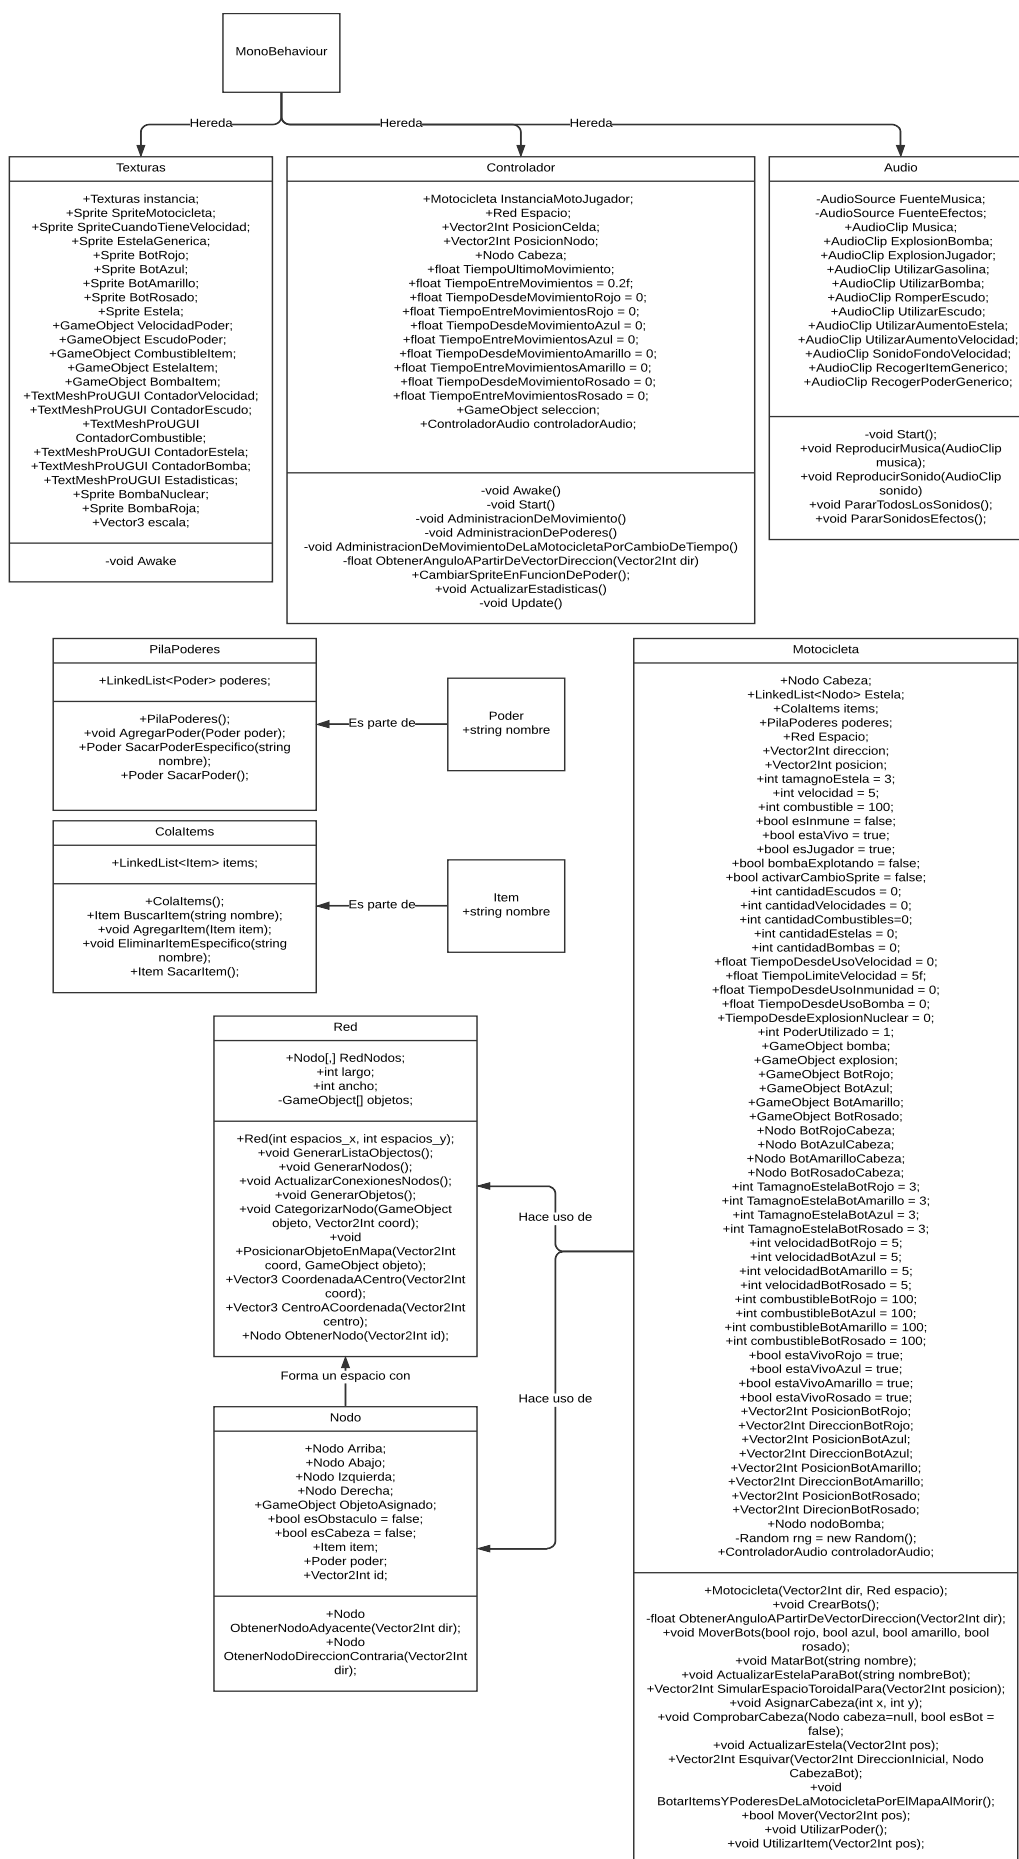 MonoBehaviour
Hereda
Hereda
Hereda
Texturas
+Texturas instancia;
+Sprite SpriteMotocicleta;
+Sprite SpriteCuandoTieneVelocidad;
+Sprite EstelaGenerica;
+Sprite BotRojo;
+Sprite BotAzul;
+Sprite BotAmarillo;
+Sprite BotRosado;
+Sprite Estela;
+GameObject VelocidadPoder;
+GameObject EscudoPoder;
+GameObject CombustibleItem;
+GameObject EstelaItem;
+GameObject BombaItem;
+TextMeshProUGUI ContadorVelocidad;
+TextMeshProUGUI ContadorEscudo;
+TextMeshProUGUI
ContadorCombustible;
+TextMeshProUGUI ContadorEstela;
+TextMeshProUGUI ContadorBomba;
+TextMeshProUGUI Estadisticas;
+Sprite BombaNuclear;
+Sprite BombaRoja;
+Vector3 escala;
-void Awake
Controlador
+Motocicleta InstanciaMotoJugador;
+Red Espacio;
+Vector2Int PosicionCelda;
+Vector2Int PosicionNodo;
+Nodo Cabeza;
+float TiempoUltimoMovimiento;
+float TiempoEntreMovimientos = 0.2f;
+float TiempoDesdeMovimientoRojo = 0;
+float TiempoEntreMovimientosRojo = 0;
+float TiempoDesdeMovimientoAzul = 0;
+float TiempoEntreMovimientosAzul = 0;
+float TiempoDesdeMovimientoAmarillo = 0;
+float TiempoEntreMovimientosAmarillo = 0;
+float TiempoDesdeMovimientoRosado = 0;
+float TiempoEntreMovimientosRosado = 0;
+GameObject seleccion;
+ControladorAudio controladorAudio;
-void Awake()
-void Start()
-void AdministracionDeMovimiento()
-void AdministracionDePoderes()
-void AdministracionDeMovimientoDeLaMotocicletaPorCambioDeTiempo()
-float ObtenerAnguloAPartirDeVectorDireccion(Vector2Int dir)
+CambiarSpriteEnFuncionDePoder();
+void ActualizarEstadisticas()
-void Update()
Audio
-AudioSource FuenteMusica;
-AudioSource FuenteEfectos;
+AudioClip Musica;
+AudioClip ExplosionBomba;
+AudioClip ExplosionJugador;
+AudioClip UtilizarGasolina;
+AudioClip UtilizarBomba;
+AudioClip RomperEscudo;
+AudioClip UtilizarEscudo;
+AudioClip UtilizarAumentoEstela;
+AudioClip UtilizarAumentoVelocidad;
+AudioClip SonidoFondoVelocidad;
+AudioClip RecogerItemGenerico;
+AudioClip RecogerPoderGenerico;
-void Start();
+void ReproducirMusica(AudioClip
musica);
+void ReproducirSonido(AudioClip
sonido)
+void PararTodosLosSonidos();
+void PararSonidosEfectos();
PilaPoderes
+LinkedList<Poder> poderes;
+PilaPoderes();
+void AgregarPoder(Poder poder);
+Poder SacarPoderEspecifico(string
nombre);
+Poder SacarPoder();
Es parte de
Poder
+string nombre
ColaItems
+LinkedList<Item> items;
+ColaItems();
+Item BuscarItem(string nombre);
+void AgregarItem(Item item);
+void EliminarItemEspecifico(string
nombre);
+Item SacarItem();
Es parte de
Item
+string nombre
Red
+Nodo[,] RedNodos;
+int largo;
+int ancho;
-GameObject[] objetos;
+Red(int espacios_x, int espacios_y);
+void GenerarListaObjectos();
+void GenerarNodos();
+void ActualizarConexionesNodos();
+void GenerarObjetos();
+void CategorizarNodo(GameObject
objeto, Vector2Int coord);
+void
+PosicionarObjetoEnMapa(Vector2Int
coord, GameObject objeto);
+Vector3 CoordenadaACentro(Vector2Int
coord);
+Vector3 CentroACoordenada(Vector2Int
centro);
+Nodo ObtenerNodo(Vector2Int id);
Forma un espacio con
Hace uso de
Hace uso de
Nodo
+Nodo Arriba;
+Nodo Abajo;
+Nodo Izquierda;
+Nodo Derecha;
+GameObject ObjetoAsignado;
+bool esObstaculo = false;
+bool esCabeza = false;
+Item item;
+Poder poder;
+Vector2Int id;
+Nodo
ObtenerNodoAdyacente(Vector2Int dir);
+Nodo
OtenerNodoDireccionContraria(Vector2Int
dir);
Motocicleta
+Nodo Cabeza;
+LinkedList<Nodo> Estela;
+ColaItems items;
+PilaPoderes poderes;
+Red Espacio;
+Vector2Int direccion;
+Vector2Int posicion;
+int tamagnoEstela = 3;
+int velocidad = 5;
+int combustible = 100;
+bool esInmune = false;
+bool estaVivo = true;
+bool esJugador = true;
+bool bombaExplotando = false;
+bool activarCambioSprite = false;
+int cantidadEscudos = 0;
+int cantidadVelocidades = 0;
+int cantidadCombustibles=0;
+int cantidadEstelas = 0;
+int cantidadBombas = 0;
+float TiempoDesdeUsoVelocidad = 0;
+float TiempoLimiteVelocidad = 5f;
+float TiempoDesdeUsoInmunidad = 0;
+float TiempoDesdeUsoBomba = 0;
+TiempoDesdeExplosionNuclear = 0;
+int PoderUtilizado = 1;
+GameObject bomba;
+GameObject explosion;
+GameObject BotRojo;
+GameObject BotAzul;
+GameObject BotAmarillo;
+GameObject BotRosado;
+Nodo BotRojoCabeza;
+Nodo BotAzulCabeza;
+Nodo BotAmarilloCabeza;
+Nodo BotRosadoCabeza;
+int TamagnoEstelaBotRojo = 3;
+int TamagnoEstelaBotAmarillo = 3;
+int TamagnoEstelaBotAzul = 3;
+int TamagnoEstelaBotRosado = 3;
+int velocidadBotRojo = 5;
+int velocidadBotAzul = 5;
+int velocidadBotAmarillo = 5;
+int velocidadBotRosado = 5;
+int combustibleBotRojo = 100;
+int combustibleBotAzul = 100;
+int combustibleBotAmarillo = 100;
+int combustibleBotRosado = 100;
+bool estaVivoRojo = true;
+bool estaVivoAzul = true;
+bool estaVivoAmarillo = true;
+bool estaVivoRosado = true;
+Vector2Int PosicionBotRojo;
+Vector2Int DireccionBotRojo;
+Vector2Int PosicionBotAzul;
+Vector2Int DireccionBotAzul;
+Vector2Int PosicionBotAmarillo;
+Vector2Int DireccionBotAmarillo;
+Vector2Int PosicionBotRosado;
+Vector2Int DirecionBotRosado;
+Nodo nodoBomba;
-Random rng = new Random();
+ControladorAudio controladorAudio;
+Motocicleta(Vector2Int dir, Red espacio);
+void CrearBots();
-float ObtenerAnguloAPartirDeVectorDireccion(Vector2Int dir);
+void MoverBots(bool rojo, bool azul, bool amarillo, bool
rosado);
+void MatarBot(string nombre);
+void ActualizarEstelaParaBot(string nombreBot);
+Vector2Int SimularEspacioToroidalPara(Vector2Int posicion);
+void AsignarCabeza(int x, int y);
+void ComprobarCabeza(Nodo cabeza=null, bool esBot =
false);
+void ActualizarEstela(Vector2Int pos);
+Vector2Int Esquivar(Vector2Int DireccionInicial, Nodo
CabezaBot);
+void
BotarItemsYPoderesDeLaMotocicletaPorElMapaAlMorir();
+bool Mover(Vector2Int pos);
+void UtilizarPoder();
+void UtilizarItem(Vector2Int pos);